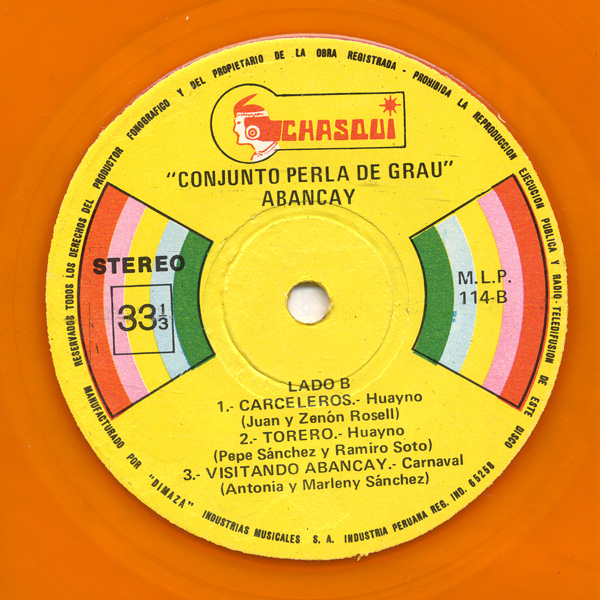 RESERVADOS TODOS LOS DERECHOS DEL PRODUCTOR FONOGRAFICO Y DEL PROPIETARIO DE LA OBRA REGISTRADA - PROHIBIDA LA REPRODUCCION EJECUCION PUBLICA Y RADIO-TELEDIFUSION DE ESTE DISCO
CHASQUI
"CONJUNTO PERLA DE GRAU"
ABANCAY
STEREO
33 1/3
M.L.P.
114-B
LADO B
1.- CARCELEROS.- Huayno
(Juan y Zenón Rosell)
2.- TORERO.- Huayno
(Pepe Sánchez y Ramiro Soto)
3.- VISITANDO ABANCAY.- Carnaval
(Antonia y Marleny Sánchez)
MANUFACTURADO POR "DIMAZA" INDUSTRIAS MUSICALES S. A. INDUSTRIA PERUANA REG. IND. 65258